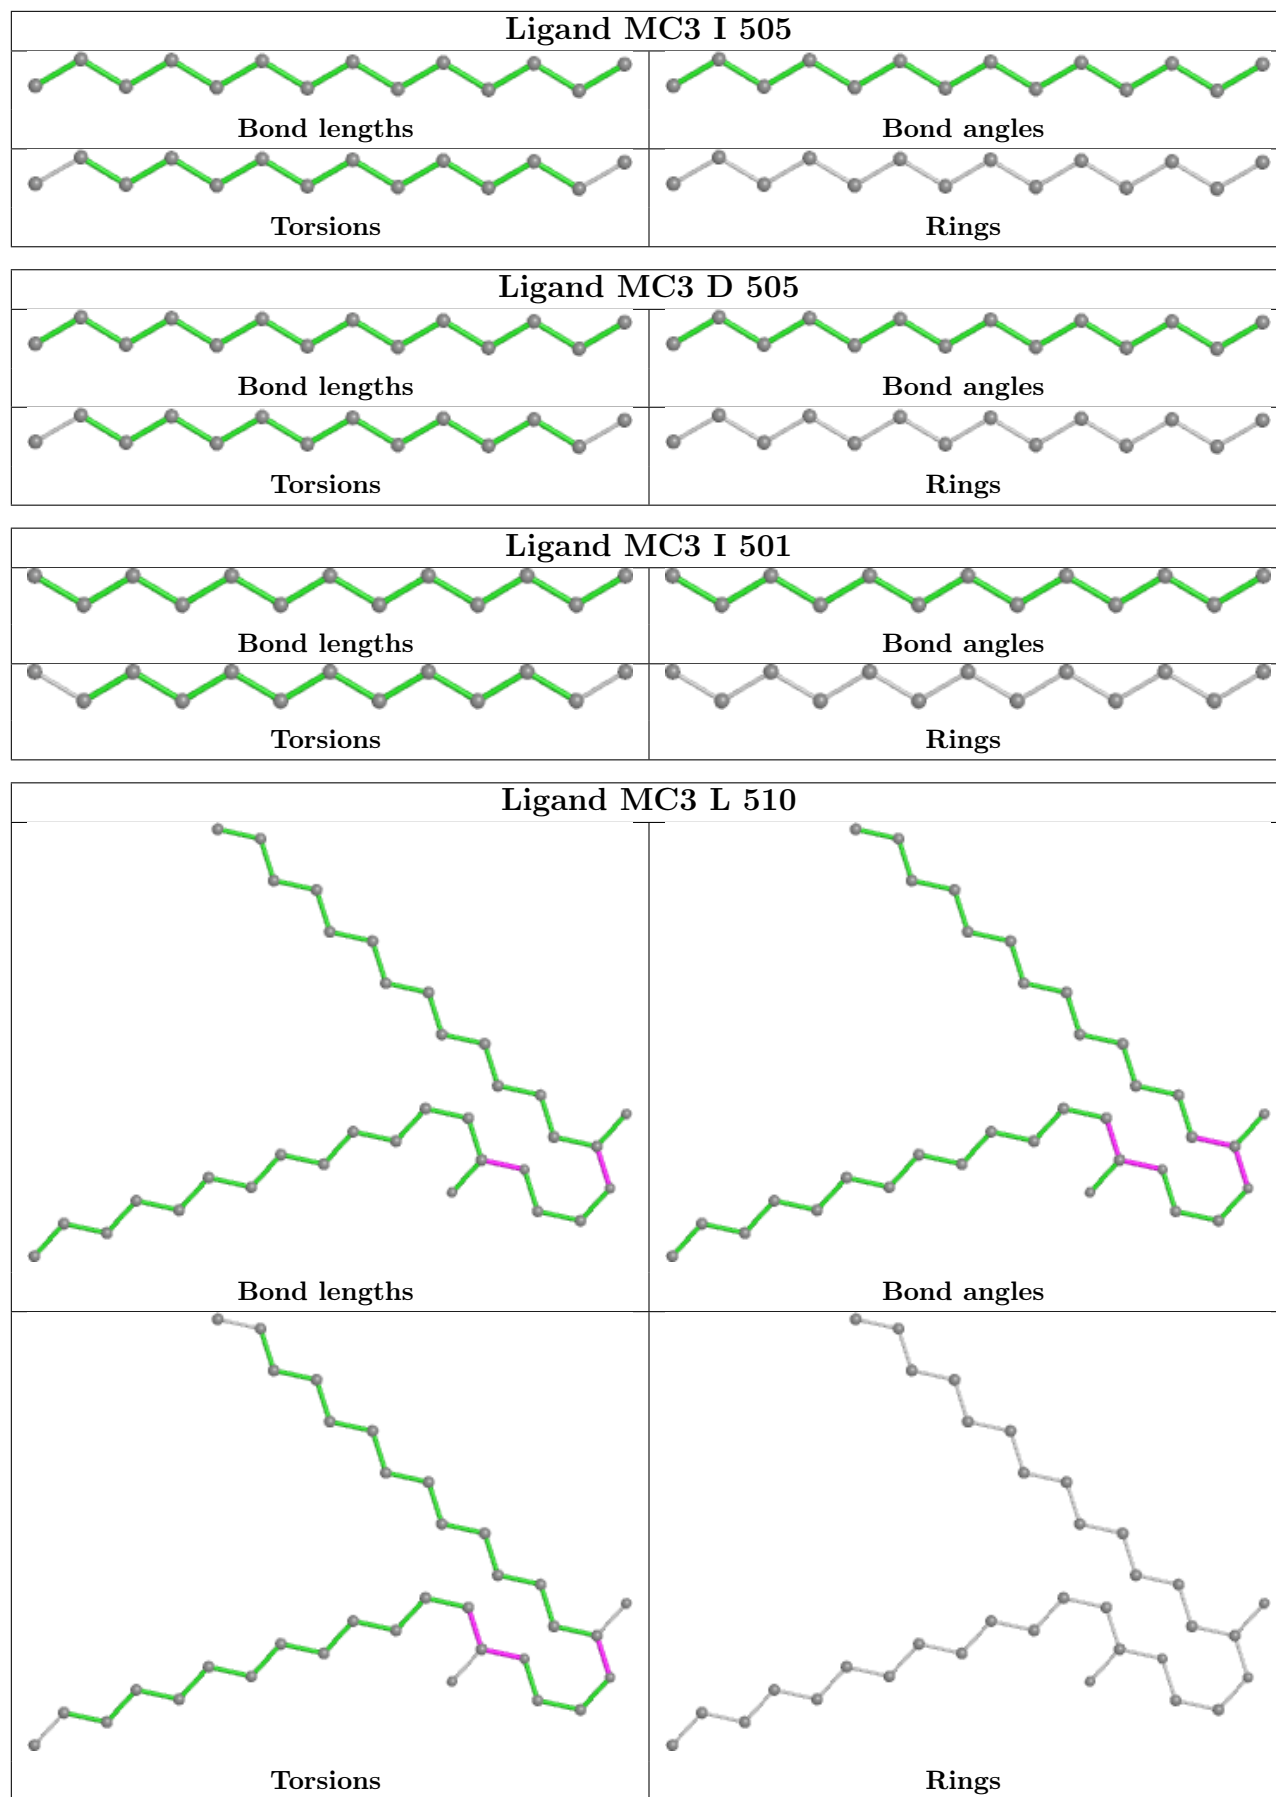 Ligand MC3 I 505
Bond lengths
Bond angles
Torsions
Rings
Ligand MC3 D 505
Bond lengths
Bond angles
Torsions
Rings
Ligand MC3 I 501
Bond lengths
Bond angles
Torsions
Rings
Ligand MC3 L 510
Bond lengths
Bond angles
Torsions
Rings